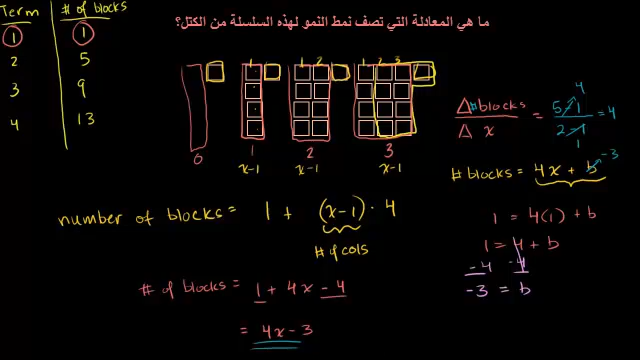 ما هي المعادلة التي تصف نمط النمو لهذه السلسلة من الكتل؟
Term # of blocks
1 1
2 5
3 9
4 13
1 1 2 1 2 3
0 1 2 3
x-1 x-1 x-1
Δ #blocks / Δ x = 5-1 / 2-1 = 4
4
1
# blocks = 4x + b
-3
number of blocks = 1 + (x-1) · 4
# of cols
# of blocks = 1 + 4x - 4
= 4x - 3
1 = 4(1) + b
1 = 4 + b
-4 -4
-3 = b